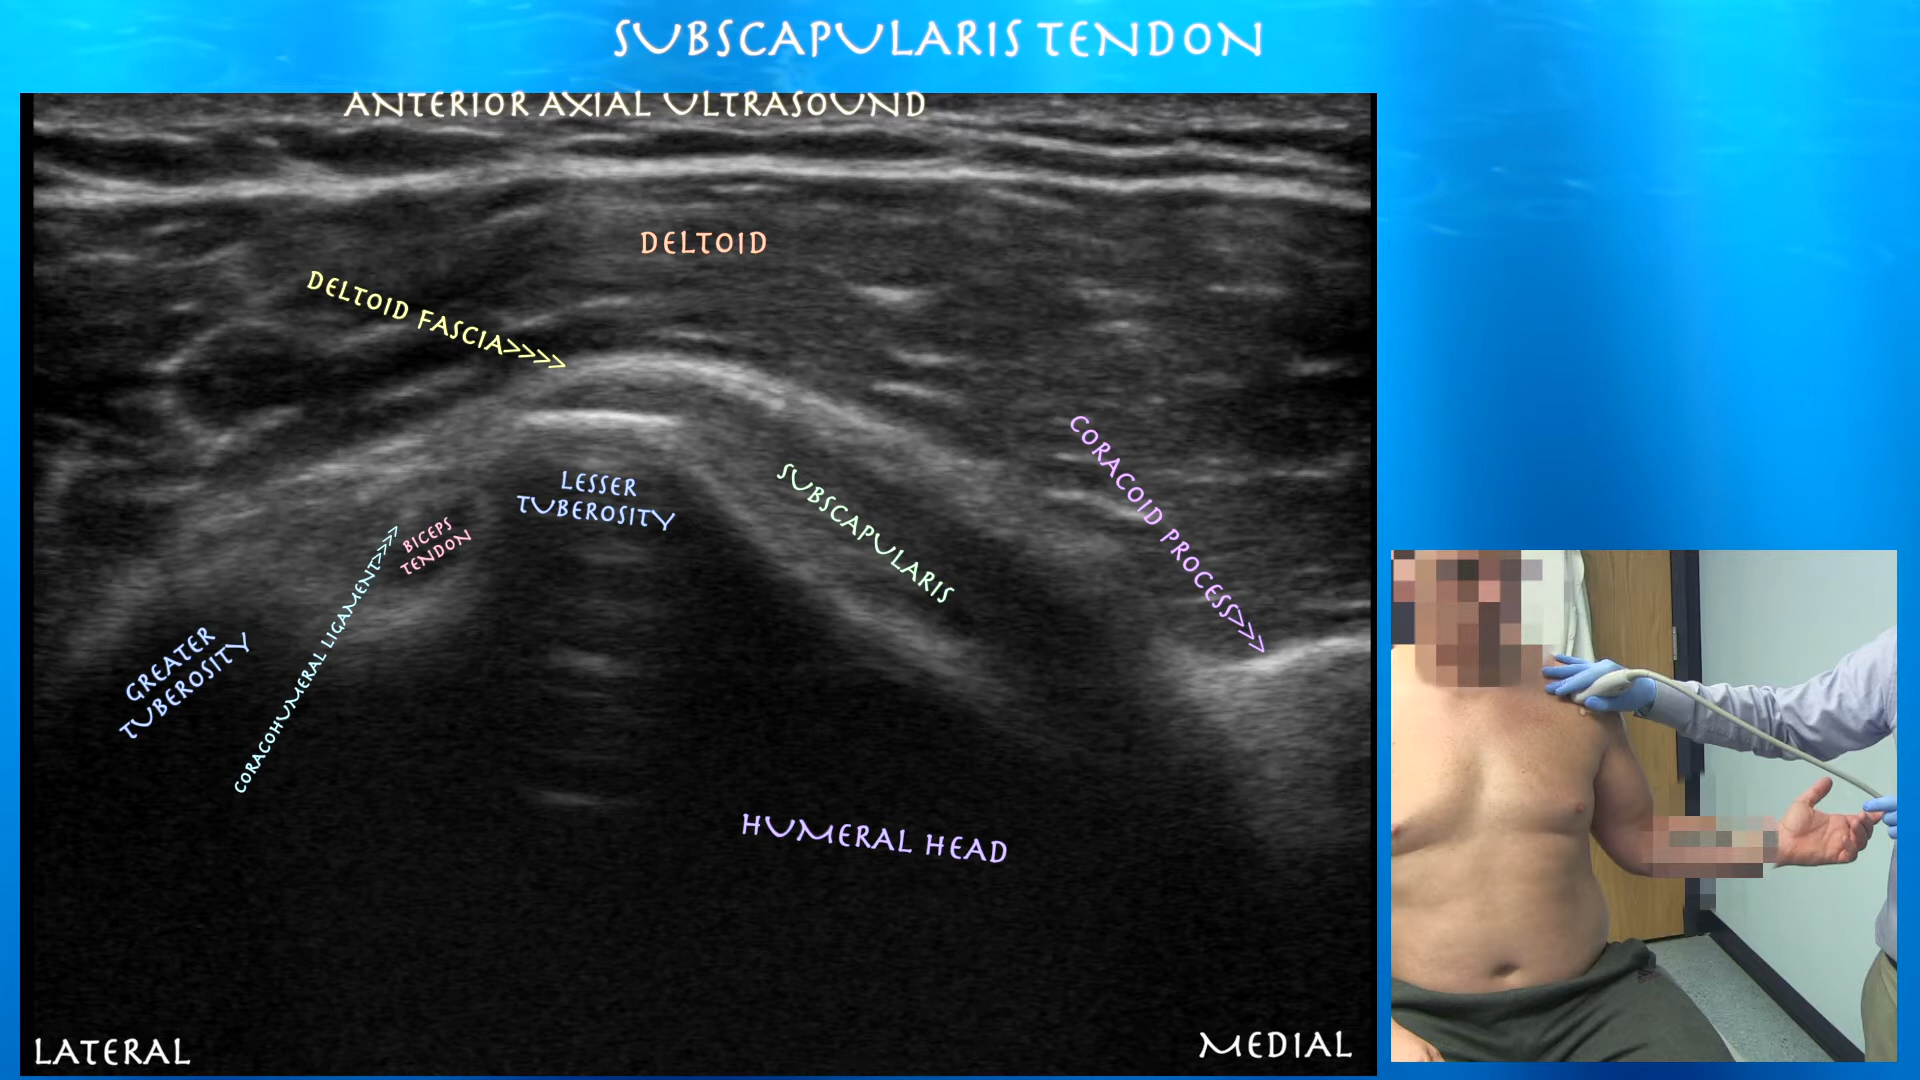 SUBSCAPULARIS TENDON
ANTERIOR AXIAL ULTRASOUND
DELTOID
DELTOID FASCIA>>>>
CORACOID PROCESS>>>
LESSER
TUBEROSITY
SUBSCAPULARIS
BICEPS
TENDON
CORACOHUMERAL LIGAMENT>>>>
GREATER
TUBEROSITY
HUMERAL HEAD
LATERAL
MEDIAL